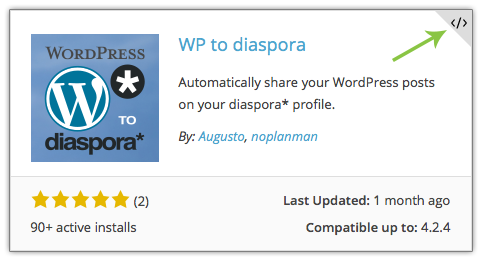 </>
WORDPRESS
TO
diaspora*
WP to diaspora
Automatically share your WordPress posts
on your diaspora* profile.
By: Augusto, noplanman
(2)
90+ active installs
Last Updated: 1 month ago
Compatible up to: 4.2.4